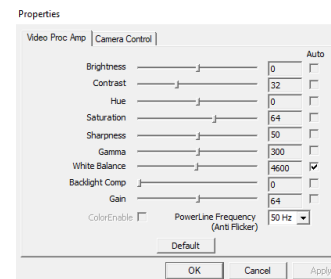 Properties
Video Proc Amp Camera Control
Auto
Brightness 0
Contrast 32
Hue 0
Saturation 64
Sharpness 50
Gamma 300
White Balance 4600
Backlight Comp 0
Gain 64
ColorEnable PowerLine Frequency 50 Hz
(Anti Flicker)
Default
OK Cancel Apply